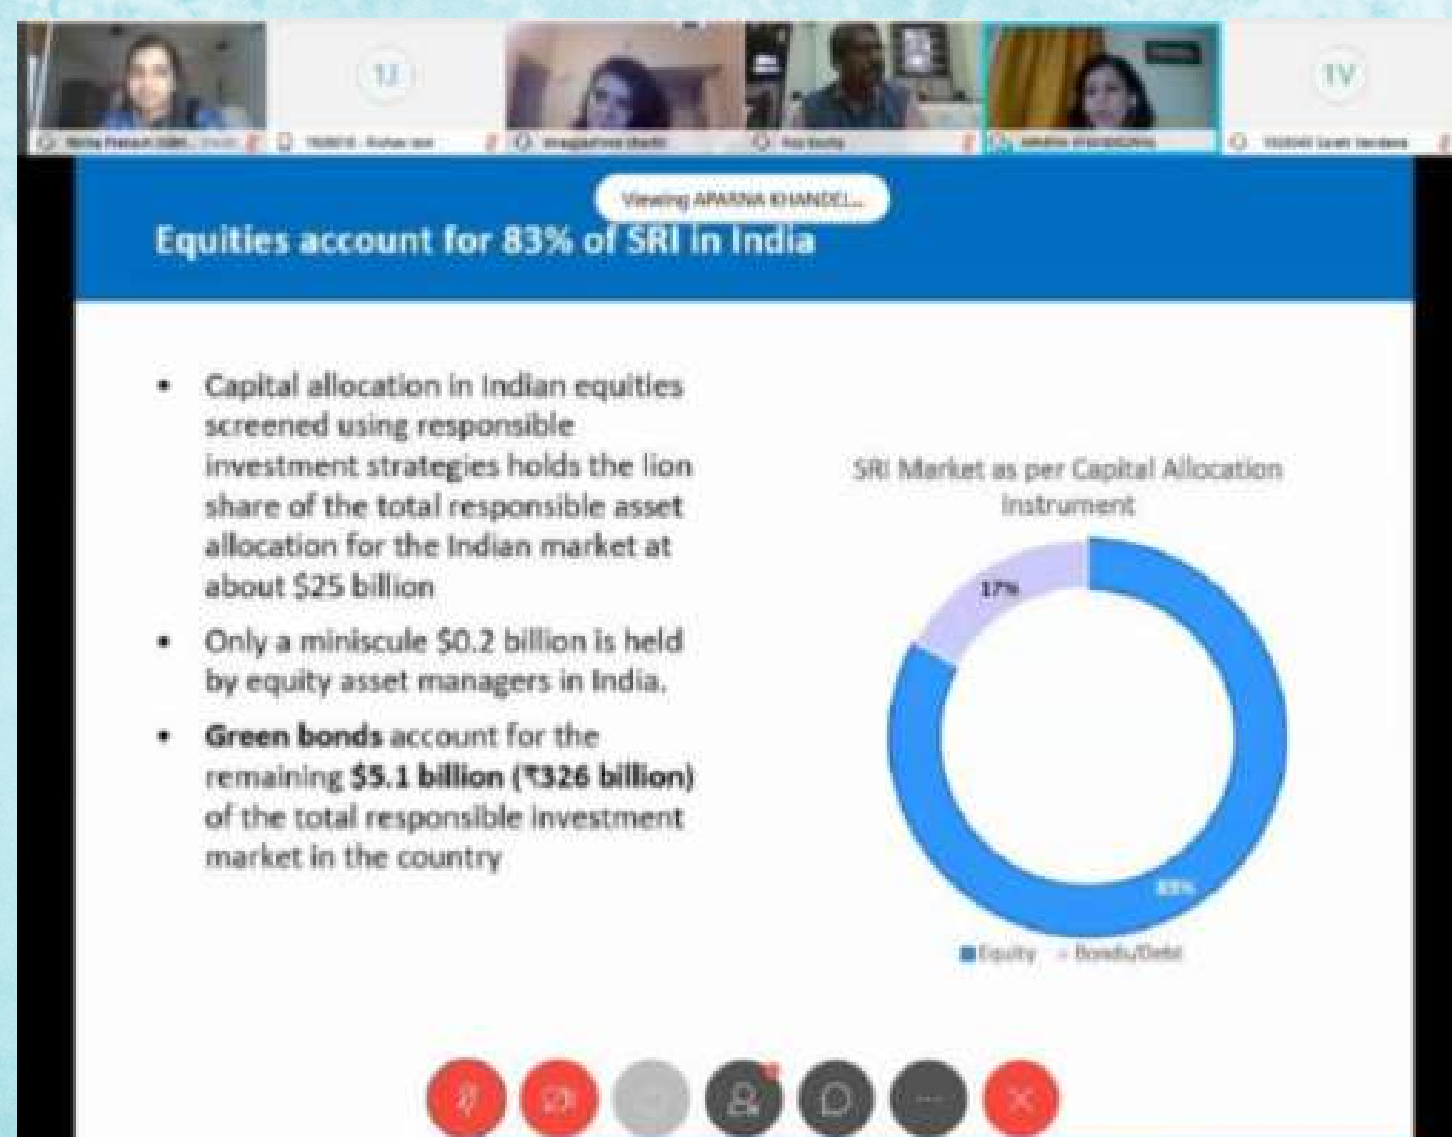 1J
1V
Viewing APARNA KHANDEL...
Equities account for 83% of SRI in India
• Capital allocation in Indian equities
screened using responsible
investment strategies holds the lion
share of the total responsible asset
allocation for the Indian market at
about $25 billion
• Only a miniscule $0.2 billion is held
by equity asset managers in India.
• Green bonds account for the
remaining $5.1 billion (₹326 billion)
of the total responsible investment
market in the country
SRI Market as per Capital Allocation
Instrument
17%
83%
Equity Bonds/Debt